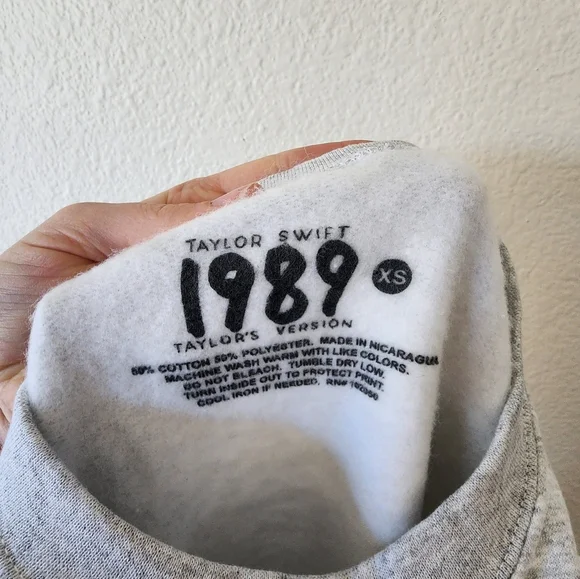 TAYLOR SWIFT
1989 XS
TAYLOR'S VERSION
50% COTTON 50% POLYESTER. MADE IN NICARAGUA
MACHINE WASH WARM WITH LIKE COLORS.
DO NOT BLEACH. TUMBLE DRY LOW.
TURN INSIDE OUT TO PROTECT PRINT.
COOL IRON IF NEEDED. RN#